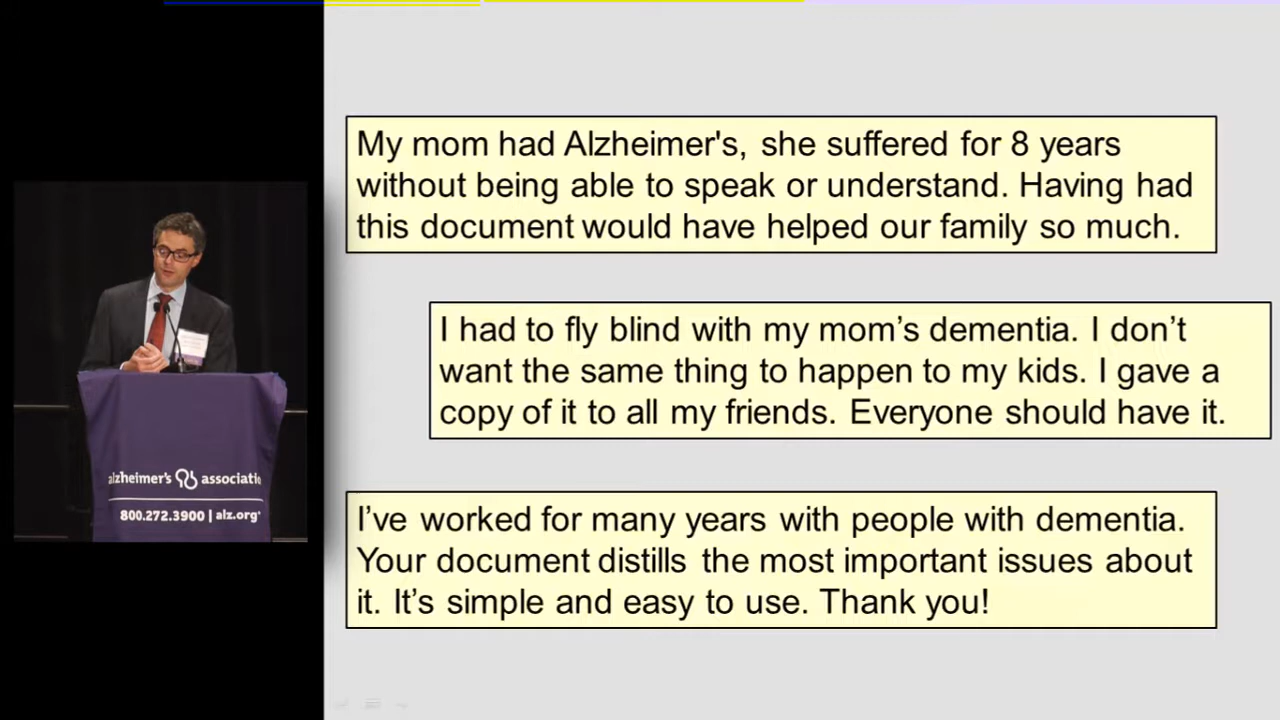 My mom had Alzheimer's, she suffered for 8 years
without being able to speak or understand. Having had
this document would have helped our family so much.
I had to fly blind with my mom’s dementia. I don’t
want the same thing to happen to my kids. I gave a
copy of it to all my friends. Everyone should have it.
I’ve worked for many years with people with dementia.
Your document distills the most important issues about
it. It’s simple and easy to use. Thank you!
alzheimer's associatio
800.272.3900 | alz.org